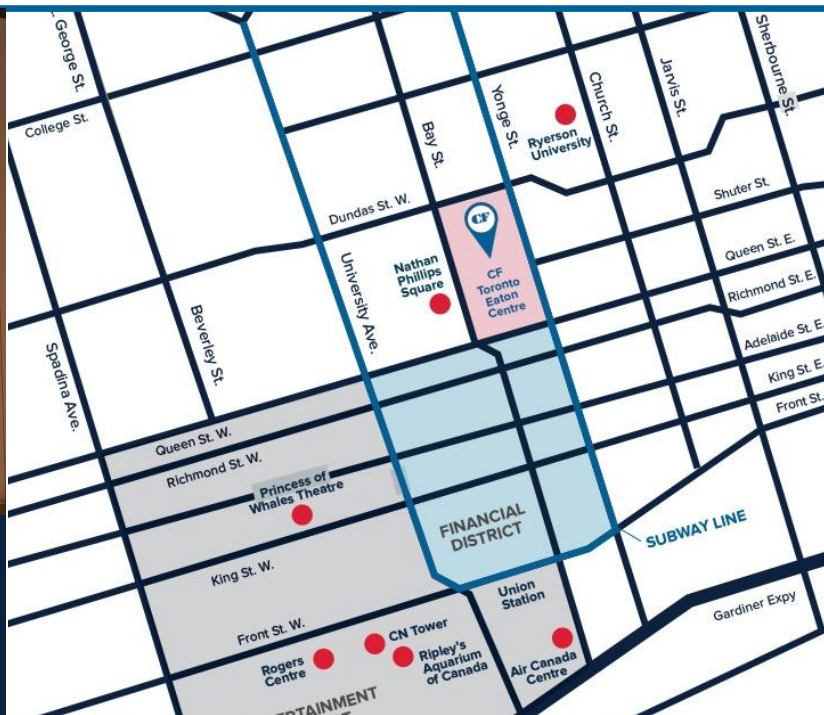 . George St.
College St.
Bay St.
Yonge St.
Church St.
Jarvis St.
Sherbourne St.
Ryerson
University
Dundas St. W.
Shuter St.
CF
CF
Toronto
Eaton
Centre
Nathan
Phillips
Square
Queen St. E.
Richmond St. E.
Adelaide St. E.
King St. E.
Front St.
University Ave.
Beverley St.
Spadina Ave.
Queen St. W.
Richmond St. W.
Princess of
Whales Theatre
FINANCIAL
DISTRICT
SUBWAY LINE
King St. W.
Front St. W.
Union
Station
Gardiner Expy
CN Tower
Rogers
Centre
Ripley's
Aquarium
of Canada
Air Canada
Centre
RTAINMENT